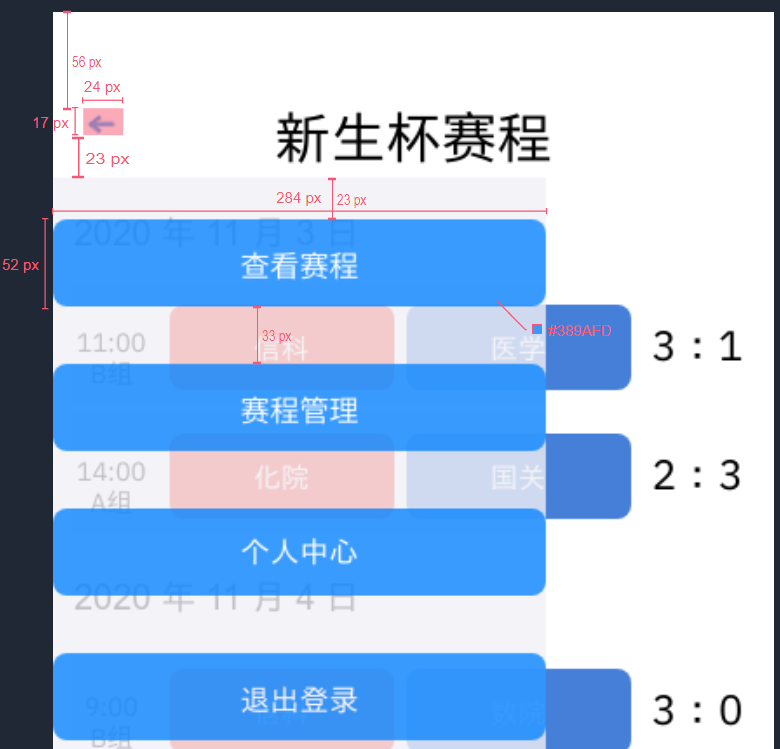 56 px
24 px
17 px
新生杯赛程
23 px
284 px
23 px
2020 年 11 月 3 日
52 px
查看赛程
#389AFD
33 px
11:00
信科
医学
3 : 1
B组
赛程管理
14:00
化院
国关
2 : 3
A组
个人中心
2020 年 11 月 4 日
退出登录
9:00
3 : 0
B组